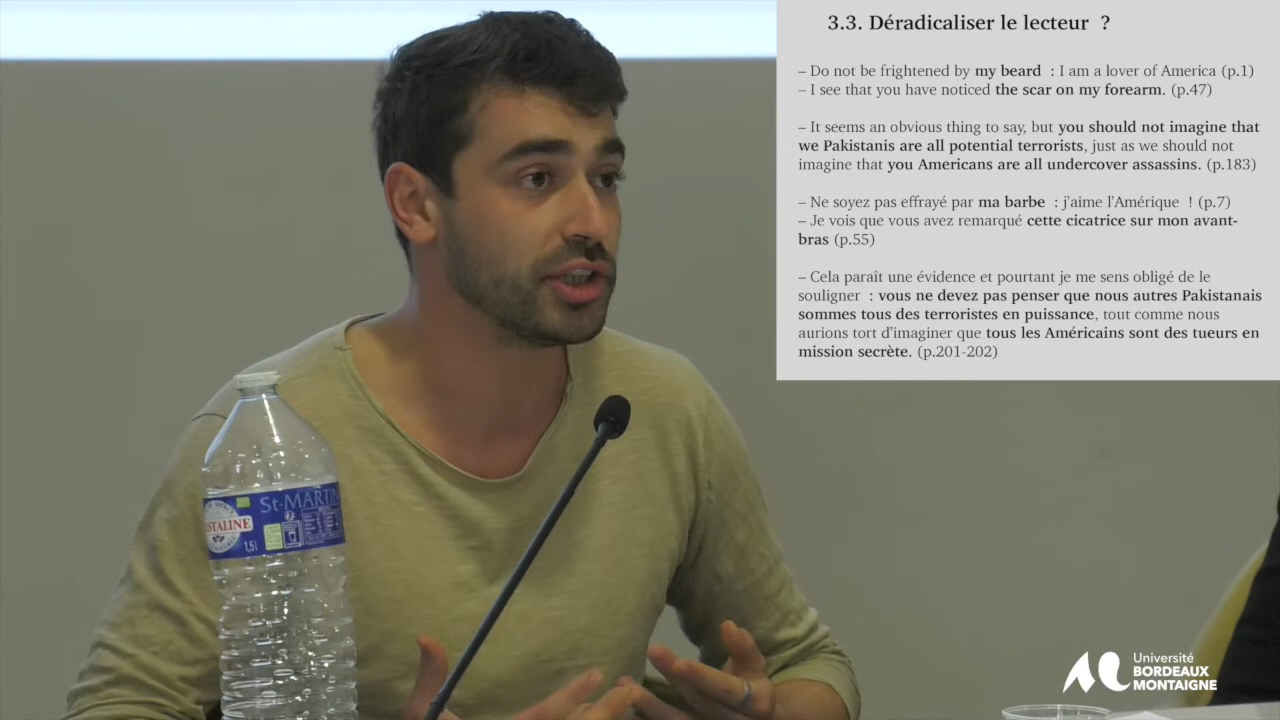 3.3. Déradicaliser le lecteur ?
– Do not be frightened by my beard : I am a lover of America (p.1)
– I see that you have noticed the scar on my forearm. (p.47)
– It seems an obvious thing to say, but you should not imagine that
we Pakistanis are all potential terrorists, just as we should not
imagine that you Americans are all undercover assassins. (p.183)
– Ne soyez pas effrayé par ma barbe : j'aime l'Amérique ! (p.7)
– Je vois que vous avez remarqué cette cicatrice sur mon avant-
bras (p.55)
– Cela paraît une évidence et pourtant je me sens obligé de le
souligner : vous ne devez pas penser que nous autres Pakistanais
sommes tous des terroristes en puissance, tout comme nous
aurions tort d'imaginer que tous les Américains sont des tueurs en
mission secrète. (p.201-202)
St-MARTIN
STALINE
1,5l
Université
BORDEAUX
MONTAIGNE